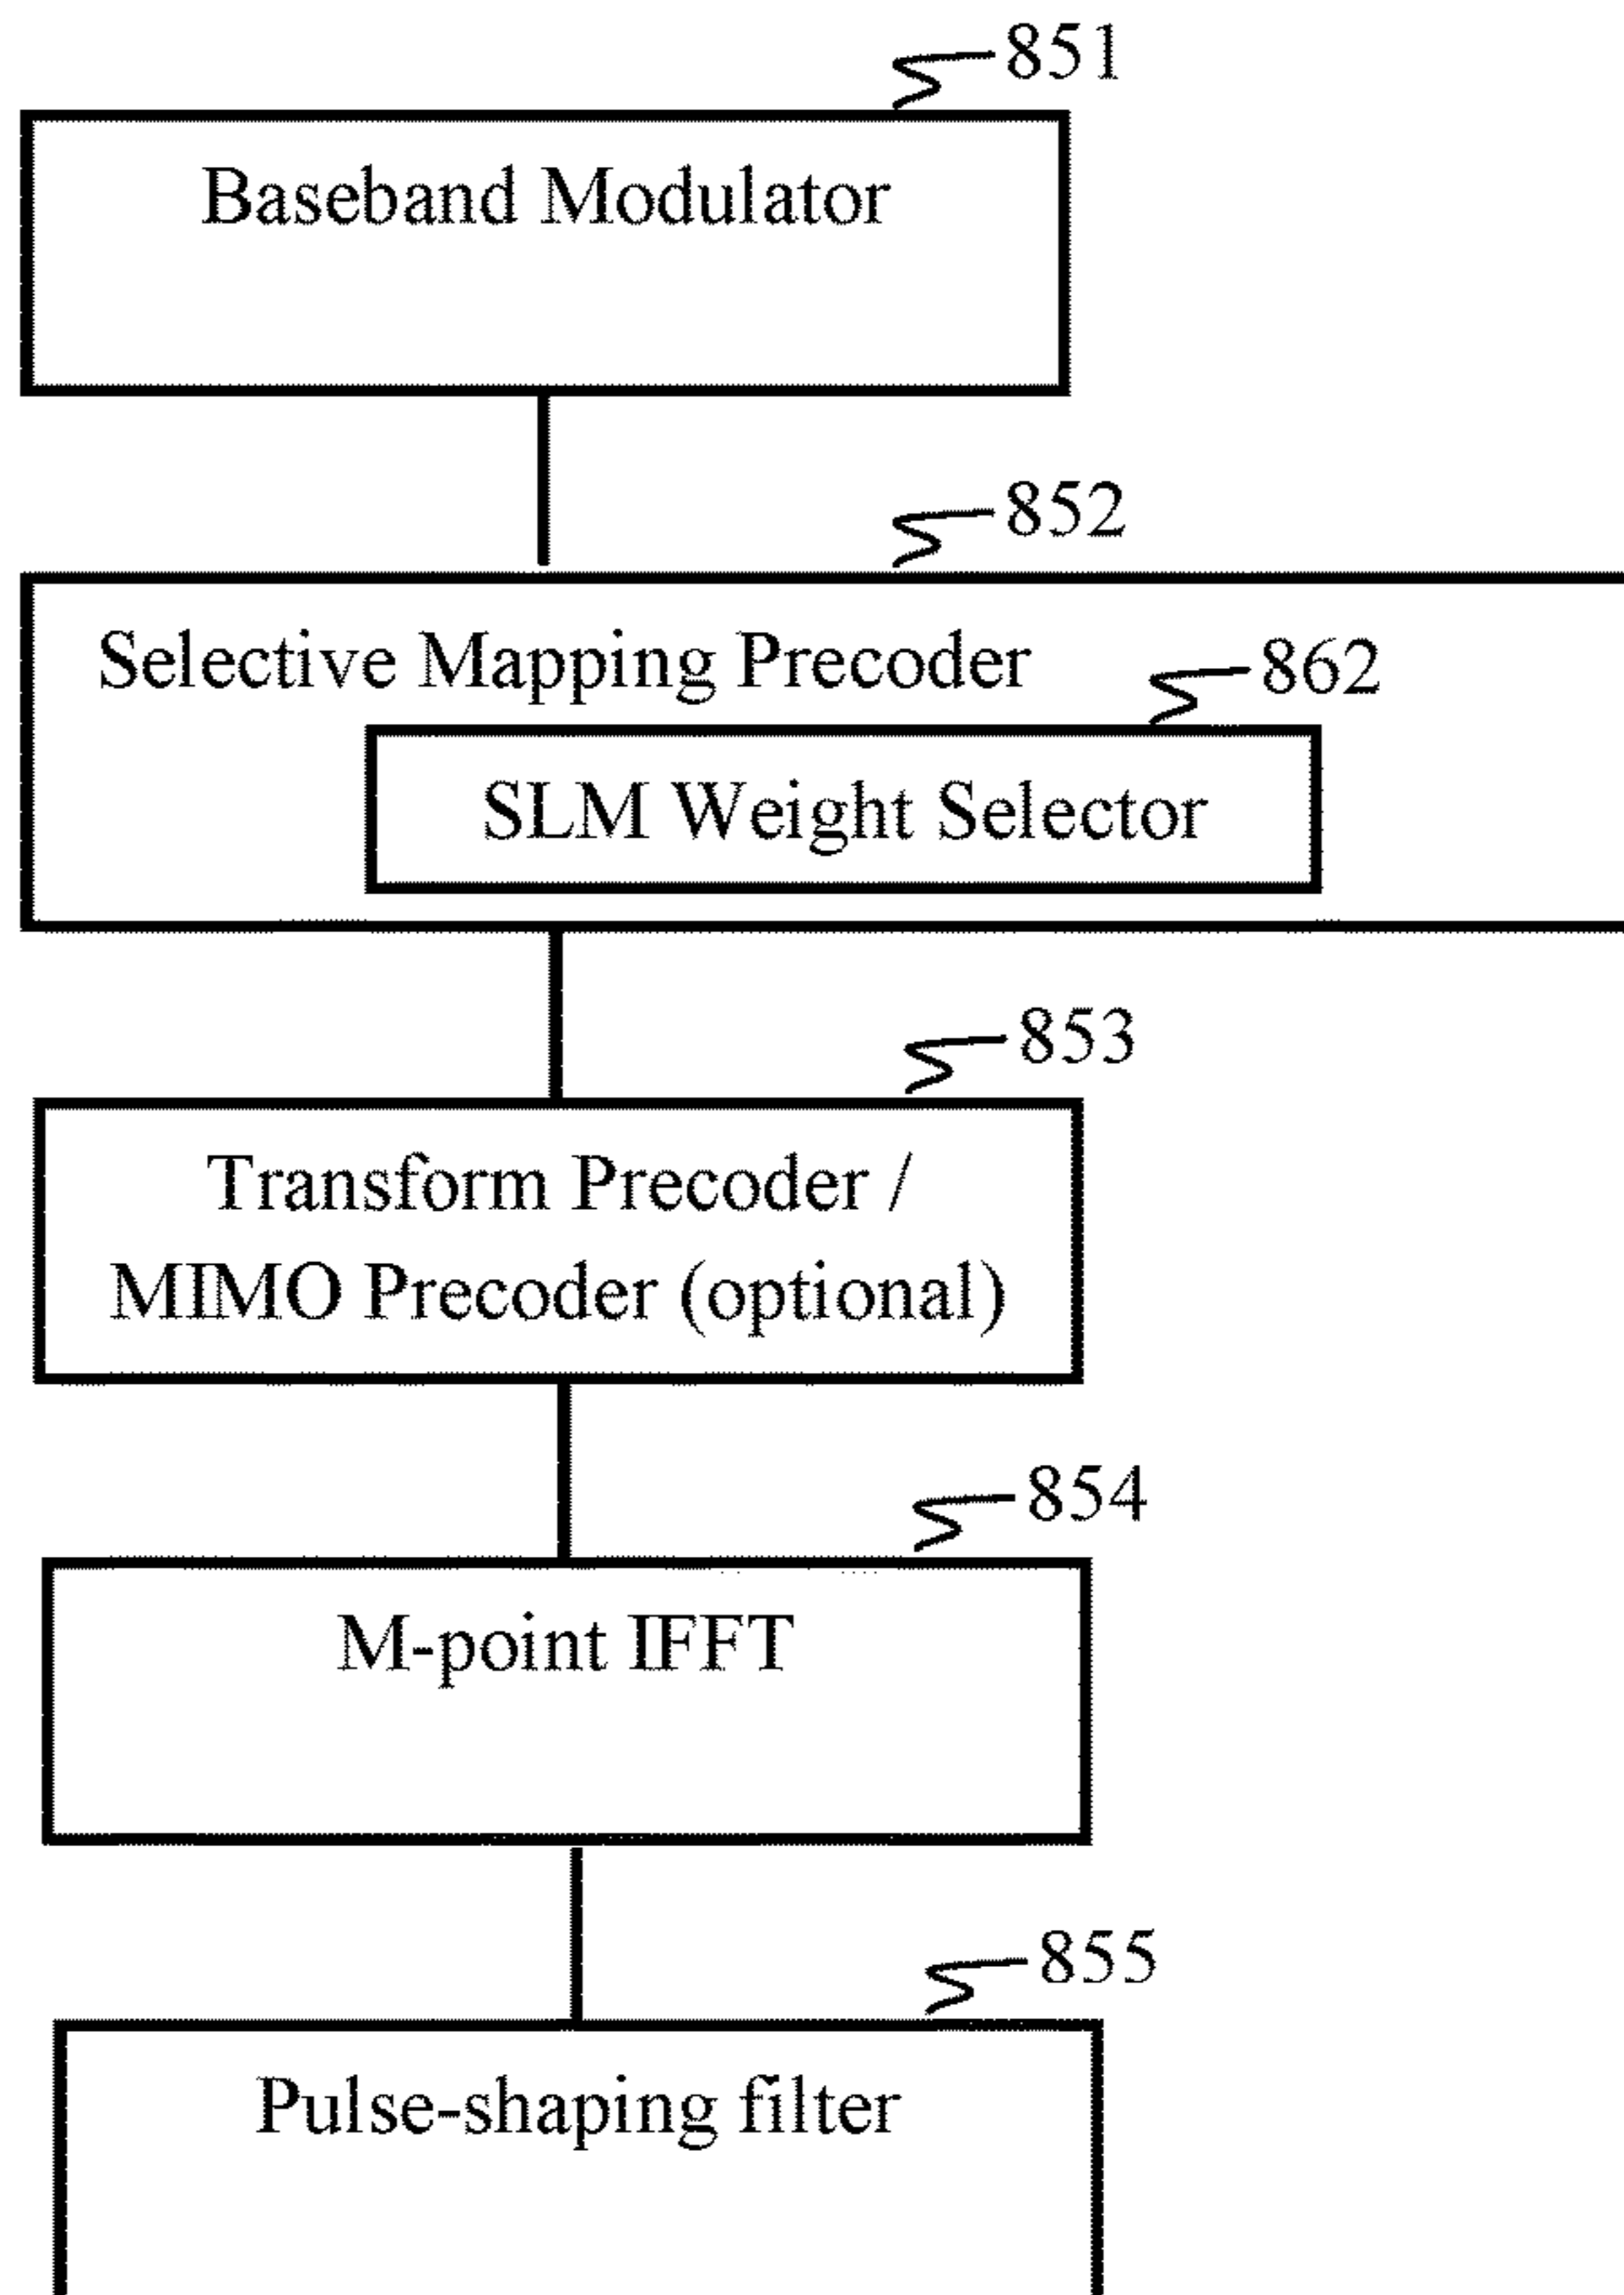 851
Baseband Modulator
852
Selective Mapping Precoder
862
SLM Weight Selector
853
Transform Precoder /
MIMO Precoder (optional)
854
M-point IFFT
855
Pulse-shaping filter